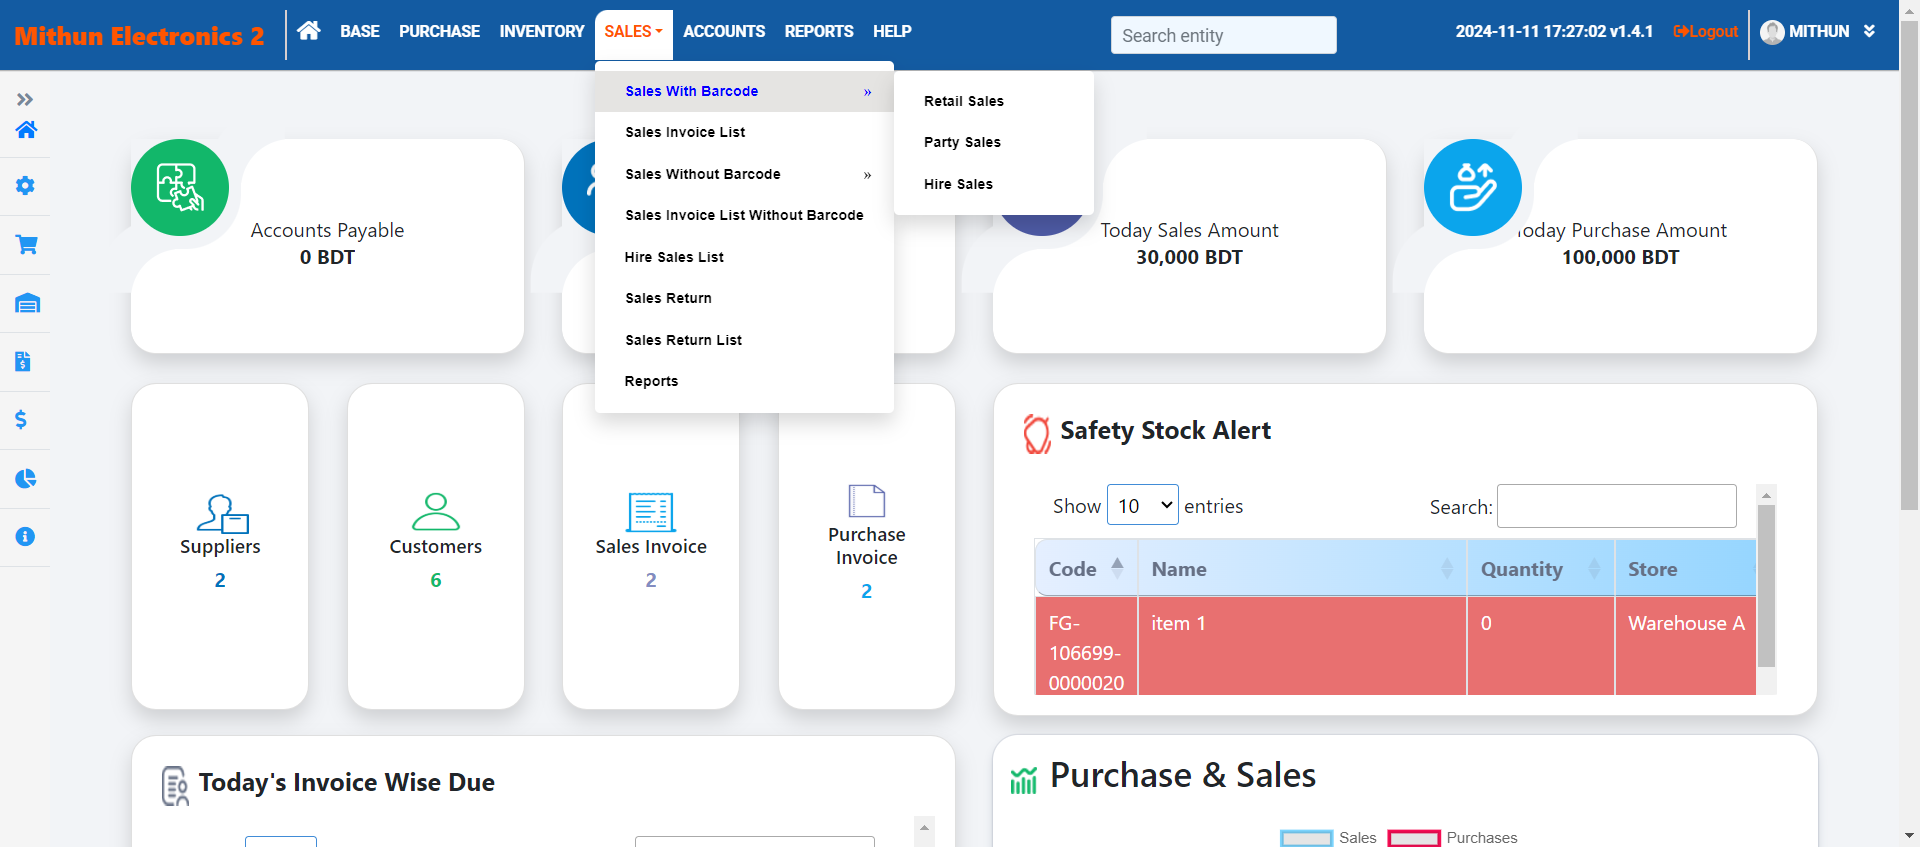 Mithun Electronics 2
BASE
PURCHASE
INVENTORY
SALES
ACCOUNTS
REPORTS
HELP
Search entity
2024-11-11 17:27:02 v1.4.1
Logout
MITHUN
Sales With Barcode »
Sales Invoice List
Sales Without Barcode »
Sales Invoice List Without Barcode
Hire Sales List
Sales Return
Sales Return List
Reports
Retail Sales
Party Sales
Hire Sales
Accounts Payable
0 BDT
Today Sales Amount
30,000 BDT
Today Purchase Amount
100,000 BDT
Suppliers
2
Customers
6
Sales Invoice
2
Purchase
Invoice
2
Safety Stock Alert
Show 10 entries
Search:
Code Name Quantity Store
FG-
106699-
0000020
item 1
0
Warehouse A
Today's Invoice Wise Due
Purchase & Sales
Sales
Purchases